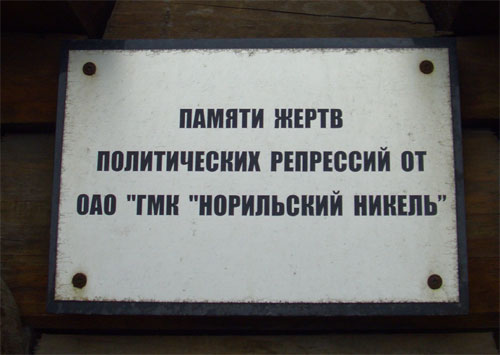 ПАМЯТИ ЖЕРТВ
ПОЛИТИЧЕСКИХ РЕПРЕССИЙ ОТ
ОАО "ГМК "НОРИЛЬСКИЙ НИКЕЛЬ”